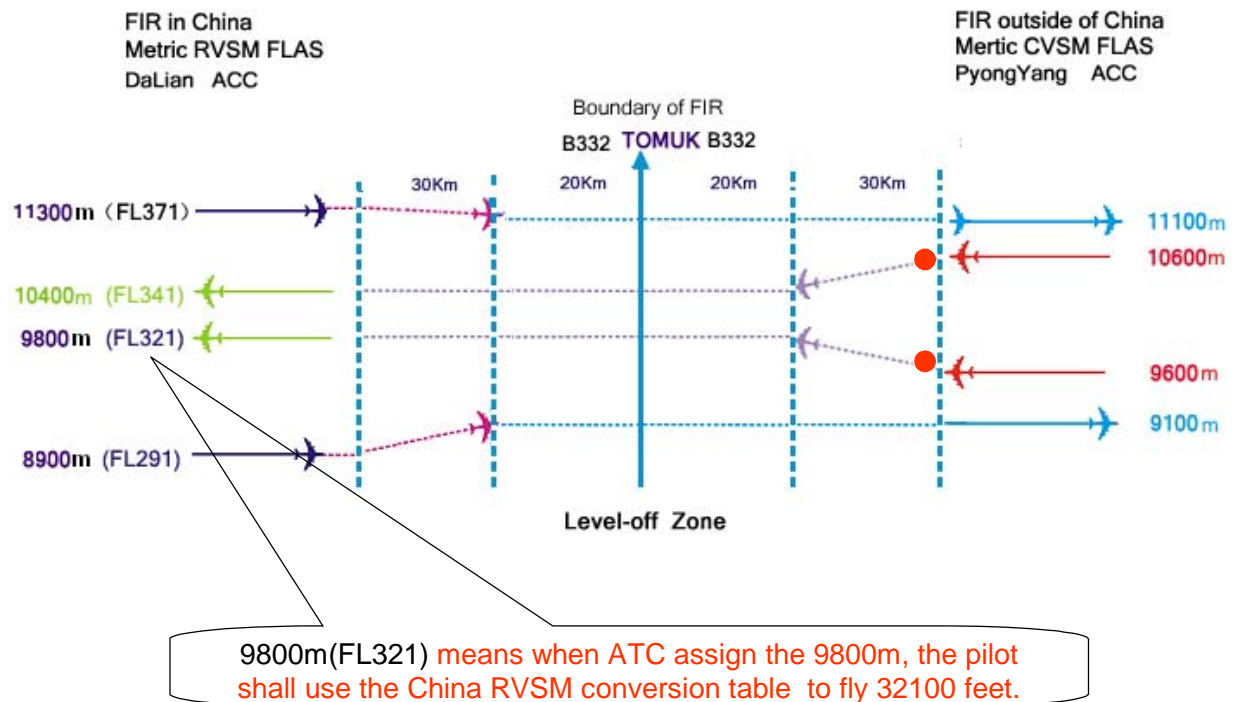 FIR in China
Metric RVSM FLAS
DaLian ACC
FIR outside of China
Mertic CVSM FLAS
PyongYang ACC
Boundary of FIR
B332 TOMUK B332
30Km 20Km 20Km 30Km
11300m (FL371)
11100m
10600m
10400m (FL341)
9800m (FL321)
9600m
9100m
8900m (FL291)
Level-off Zone
9800m(FL321) means when ATC assign the 9800m, the pilot
shall use the China RVSM conversion table to fly 32100 feet.